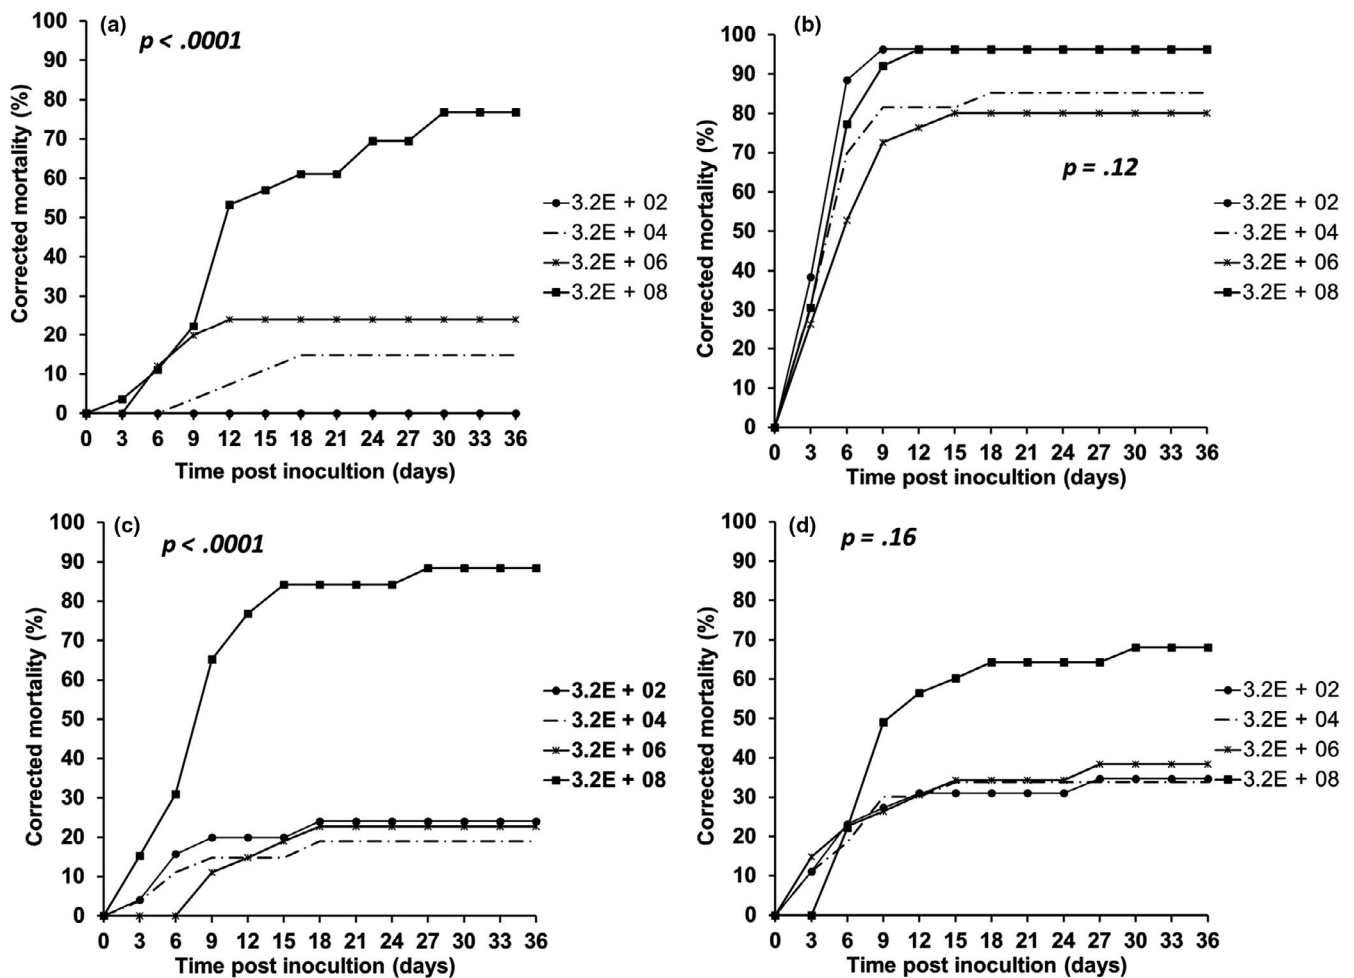 (a)
p < .0001
Corrected mortality (%)
100
90
80
70
60
50
40
30
20
10
0
0 3 6 9 12 15 18 21 24 27 30 33 36
Time post inocultion (days)
3.2E + 02
3.2E + 04
3.2E + 06
3.2E + 08
(b)
p = .12
Corrected mortality (%)
100
90
80
70
60
50
40
30
20
10
0
0 3 6 9 12 15 18 21 24 27 30 33 36
Time post inocultion (days)
3.2E + 02
3.2E + 04
3.2E + 06
3.2E + 08
(c)
p < .0001
Corrected mortality (%)
100
90
80
70
60
50
40
30
20
10
0
0 3 6 9 12 15 18 21 24 27 30 33 36
Time post inocultion (days)
3.2E + 02
3.2E + 04
3.2E + 06
3.2E + 08
(d)
p = .16
Corrected mortality (%)
100
90
80
70
60
50
40
30
20
10
0
0 3 6 9 12 15 18 21 24 27 30 33 36
Time post inocultion (days)
3.2E + 02
3.2E + 04
3.2E + 06
3.2E + 08